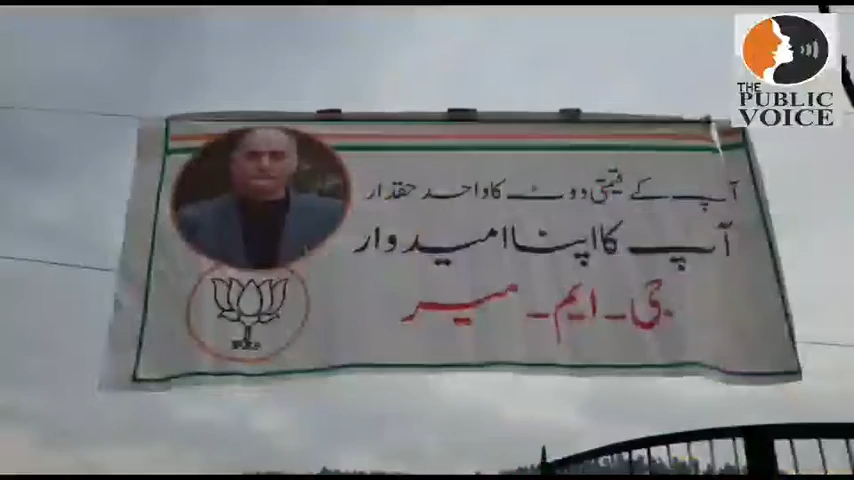 THE
PUBLIC
VOICE
آپ کے قیمتی ووٹ کا واحد حقدار
آپ کا اپنا امیدوار
جی۔ایم۔میر